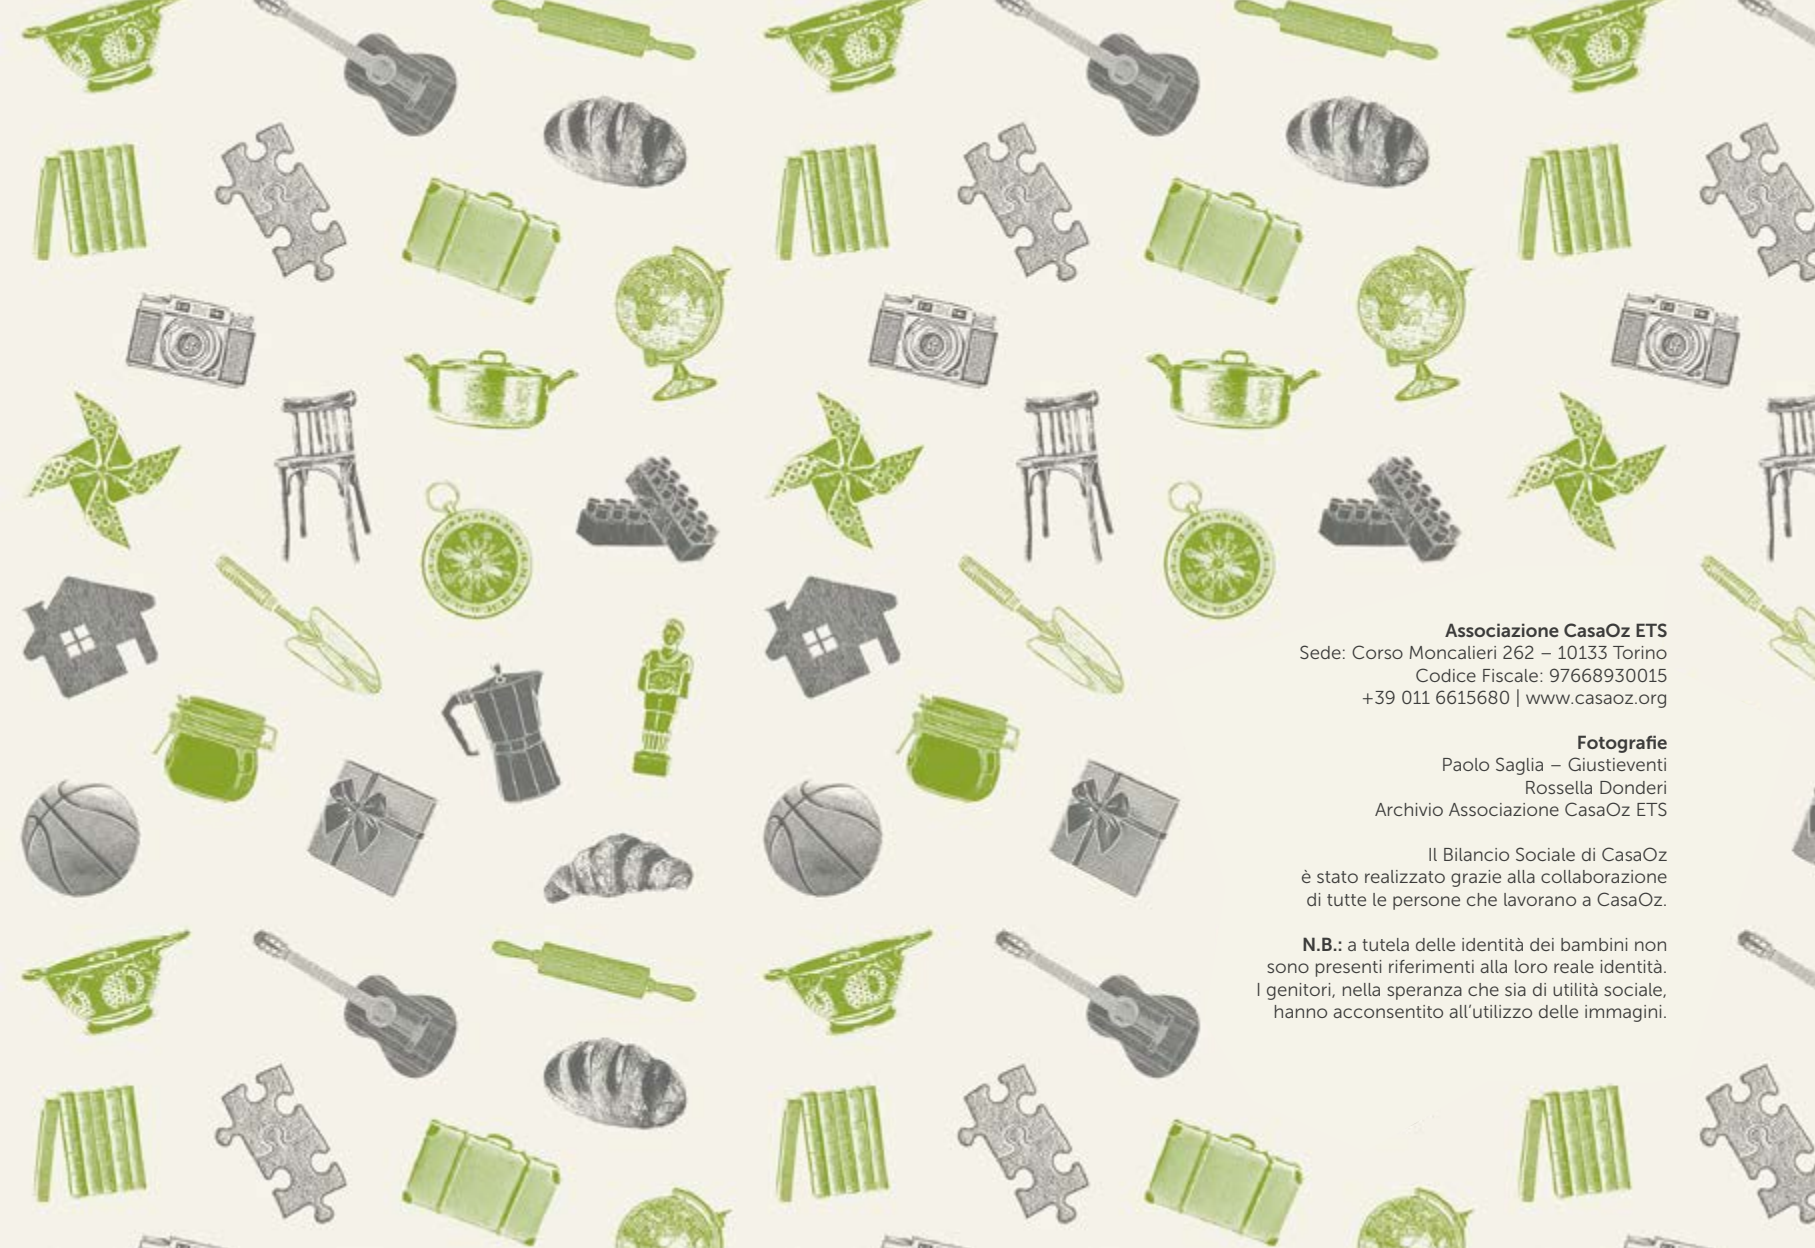 Associazione CasaOz ETS
Sede: Corso Moncalieri 262 – 10133 Torino
Codice Fiscale: 97668930015
+39 011 6615680 | www.casaoz.org
Fotografie
Paolo Saglia – Giustieventi
Rossella Donderi
Archivio Associazione CasaOz ETS
Il Bilancio Sociale di CasaOz
è stato realizzato grazie alla collaborazione
di tutte le persone che lavorano a CasaOz.
N.B.: a tutela delle identità dei bambini non
sono presenti riferimenti alla loro reale identità.
I genitori, nella speranza che sia di utilità sociale,
hanno acconsentito all'utilizzo delle immagini.